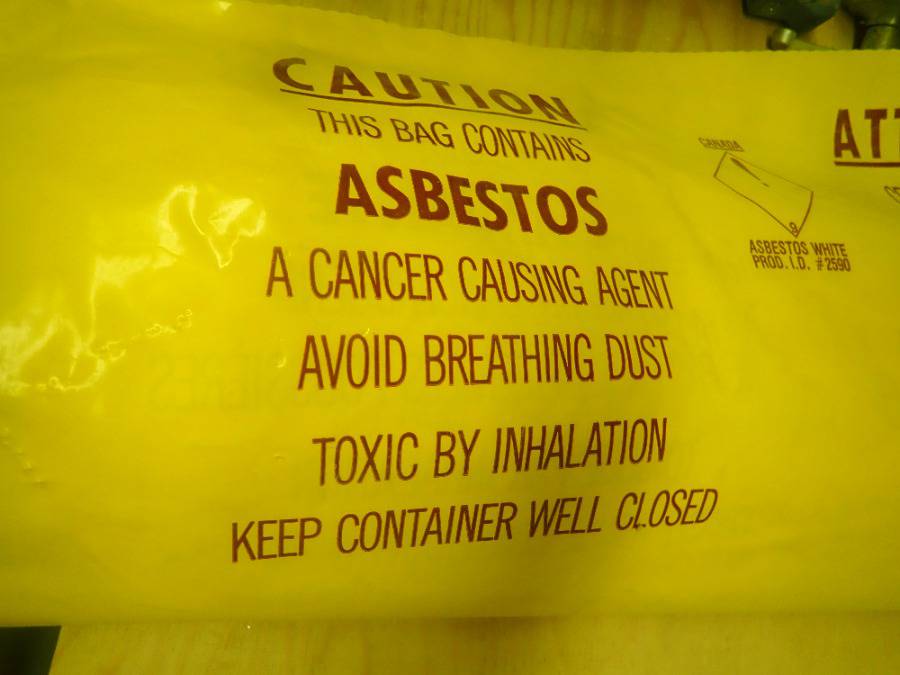 CAUTION
THIS BAG CONTAINS
ASBESTOS
A CANCER CAUSING AGENT
AVOID BREATHING DUST
TOXIC BY INHALATION
KEEP CONTAINER WELL CLOSED
CANADA
9
ASBESTOS WHITE
PROD. I.D. #2590